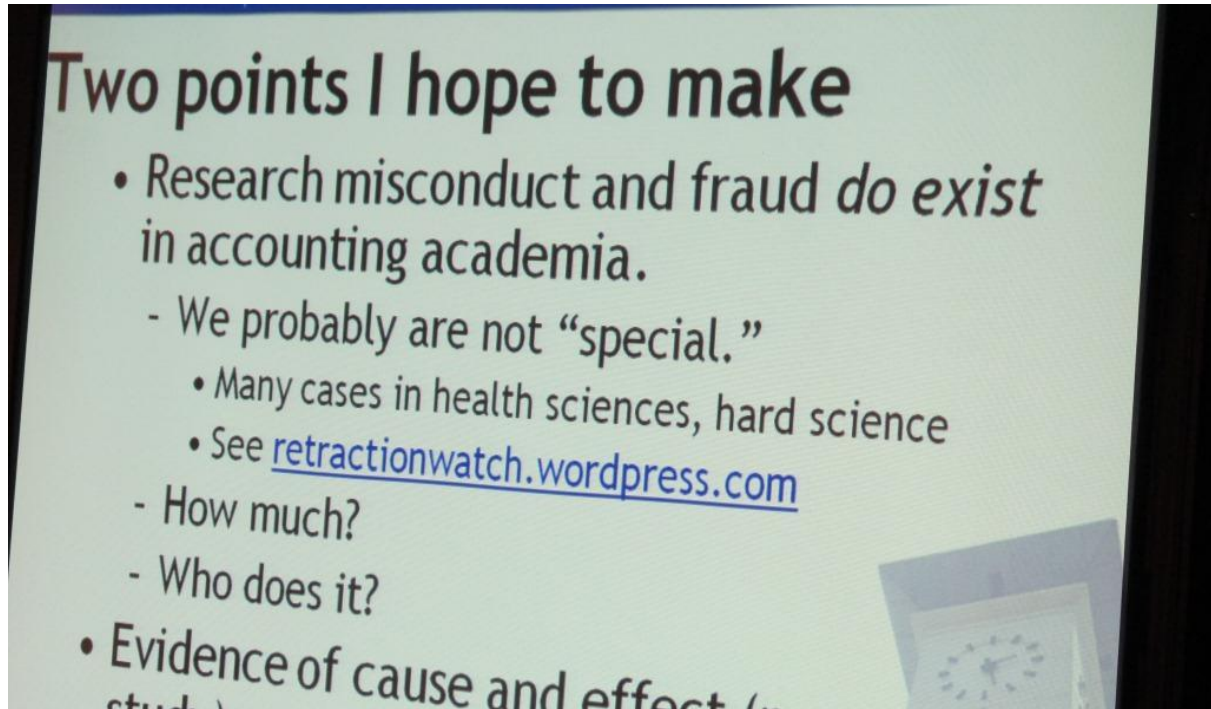 Two points I hope to make
• Research misconduct and fraud do exist
in accounting academia.
- We probably are not “special.”
• Many cases in health sciences, hard science
• See retractionwatch.wordpress.com
- How much?
- Who does it?
• Evidence of cause and effect